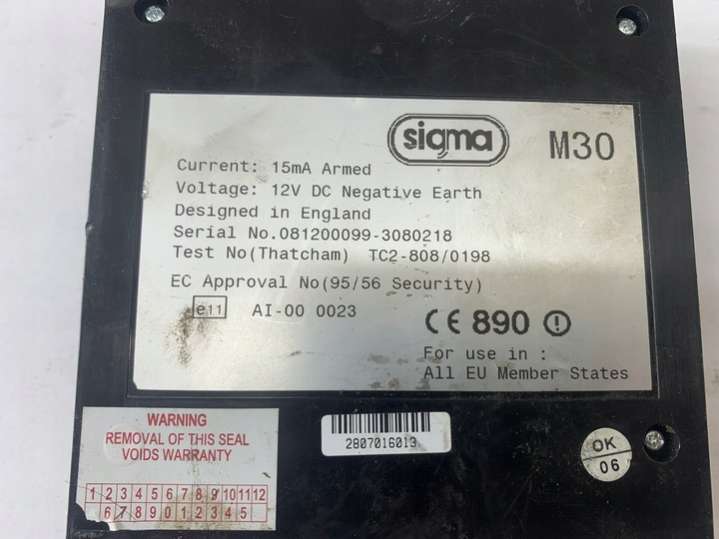 sigma
M30
Current: 15mA Armed
Voltage: 12V DC Negative Earth
Designed in England
Serial No.081200099-3080218
Test No(Thatcham) TC2-808/0198
EC Approval No(95/56 Security)
e11 AI-00 0023
CE 890
For use in :
All EU Member States
WARNING
REMOVAL OF THIS SEAL
VOIDS WARRANTY
1 2 3 4 5 6 7 8 9 10 11 12
6 7 8 9 0 1 2 3 4 5
2807016013
OK
06